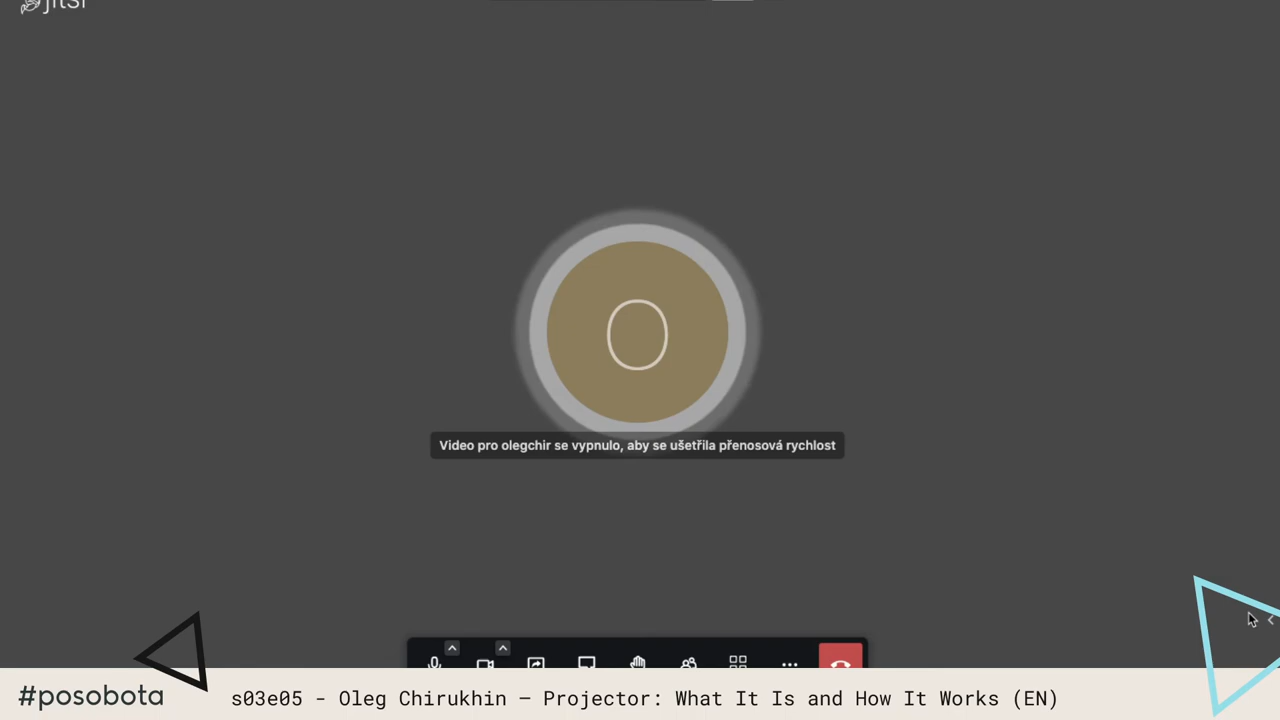 jitsi
O
Video pro olegchir se vypnulo, aby se ušetřila přenosová rychlost
#posobota
s03e05 - Oleg Chirukhin – Projector: What It Is and How It Works (EN)